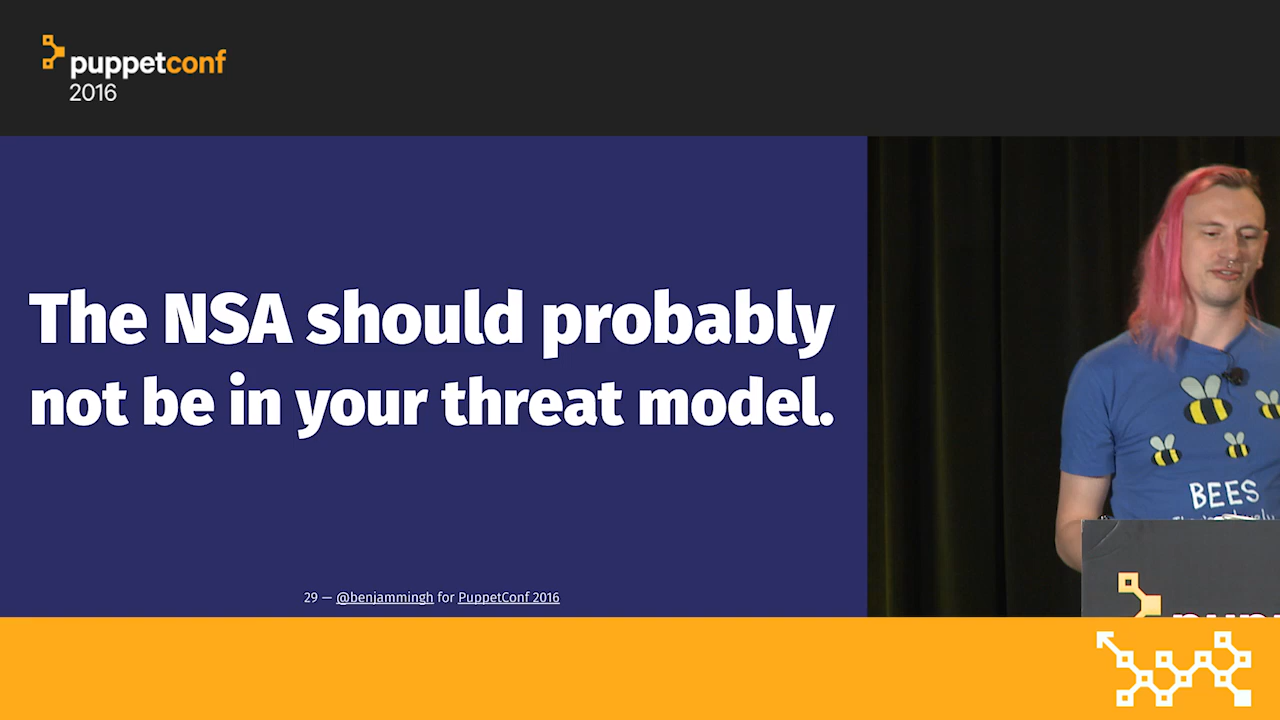 puppetconf
2016
The NSA should probably
not be in your threat model.
BEES
29 — @benjammingh for PuppetConf 2016